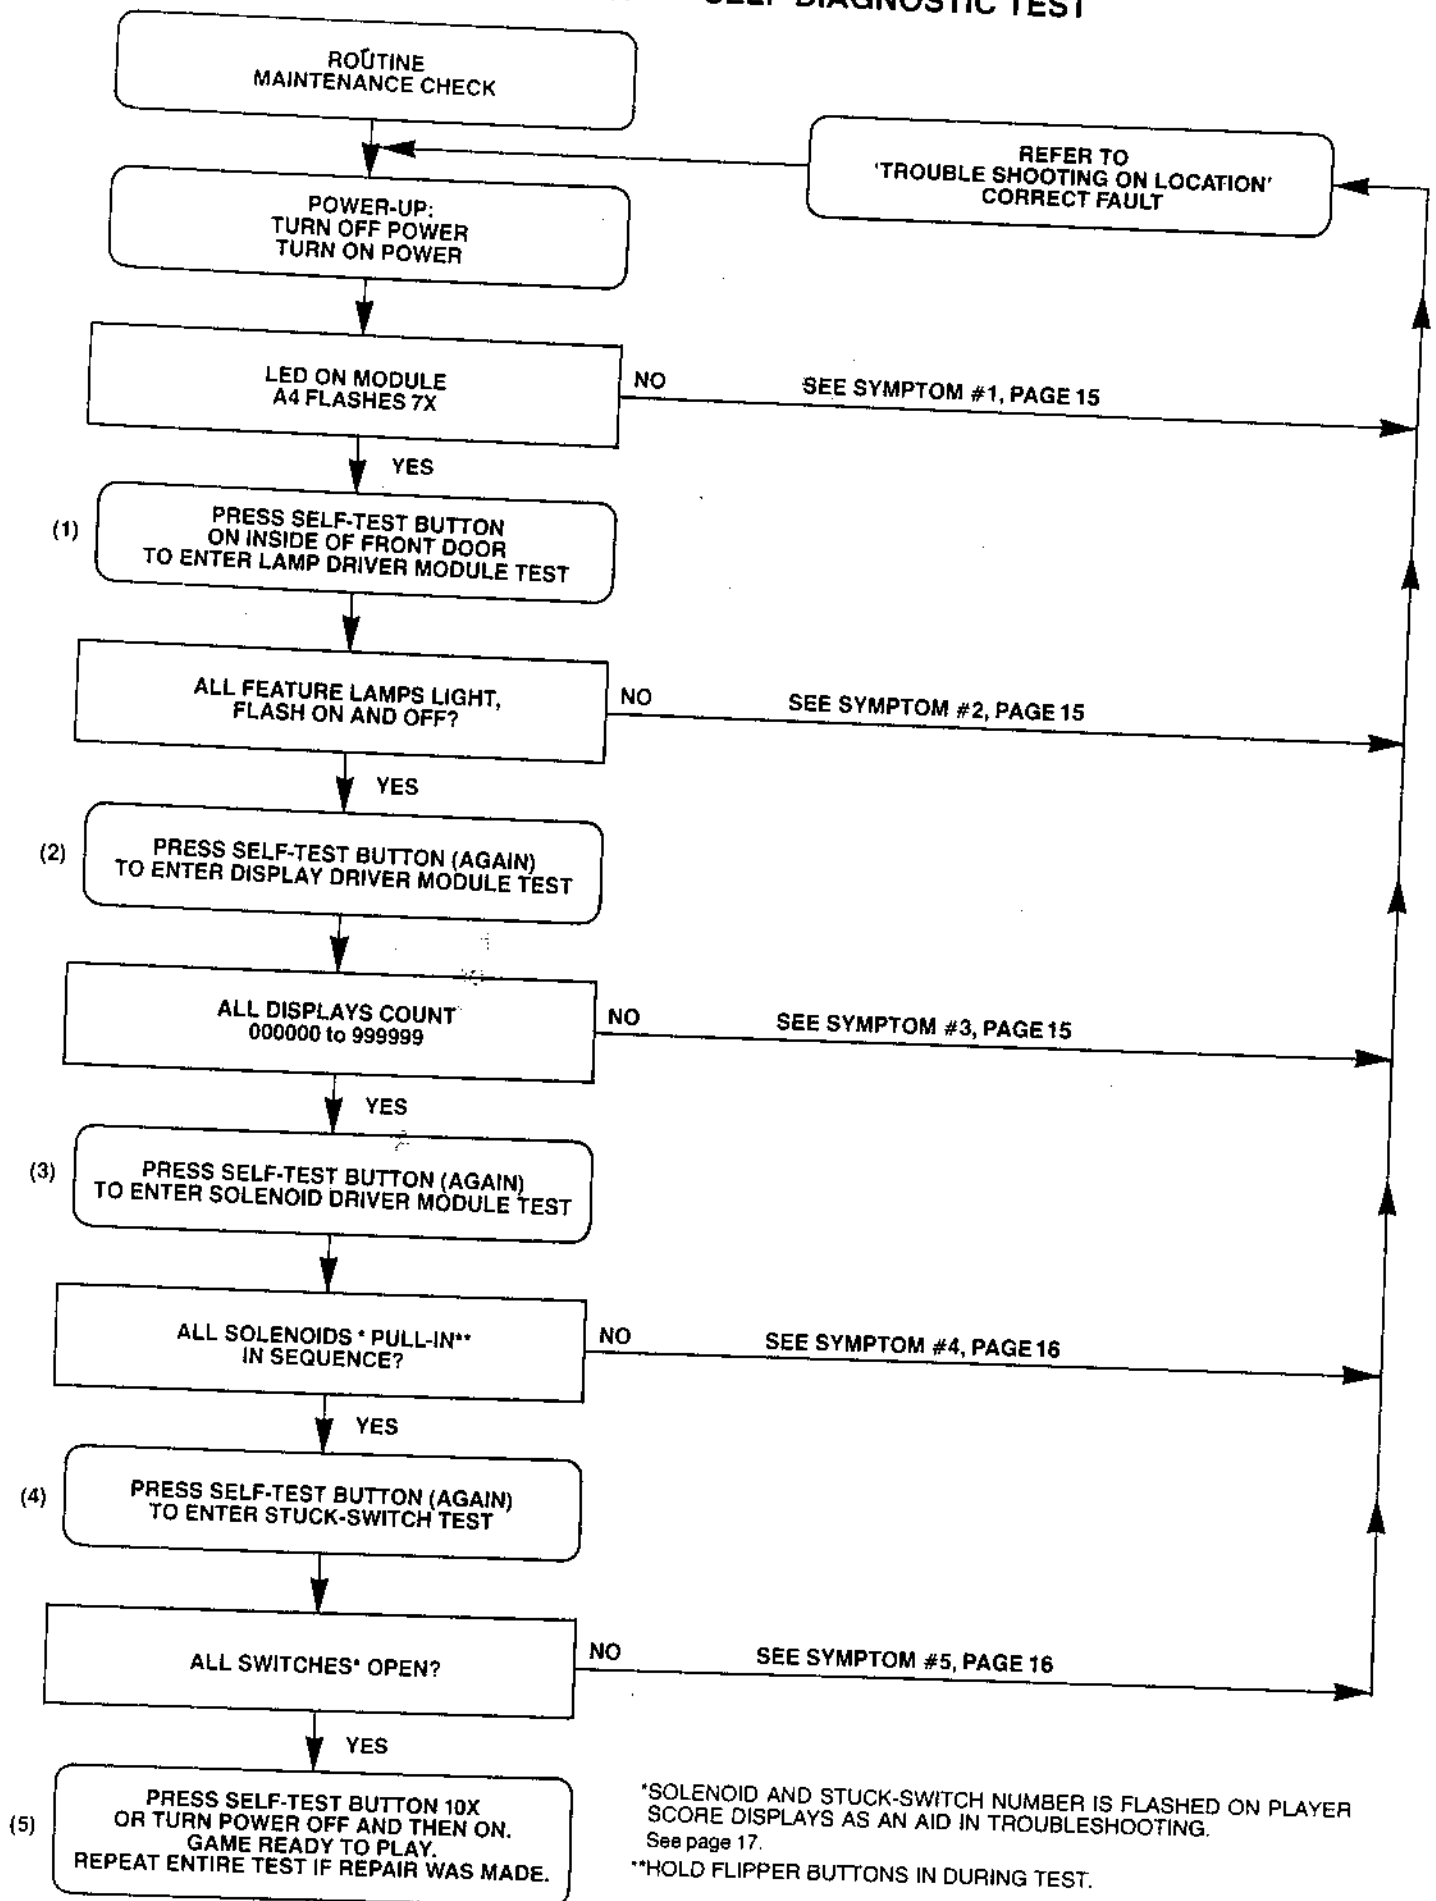 SELF DIAGNOSTIC TEST
ROUTINE
MAINTENANCE CHECK
REFER TO
'TROUBLE SHOOTING ON LOCATION'
CORRECT FAULT
POWER-UP:
TURN OFF POWER
TURN ON POWER
LED ON MODULE
A4 FLASHES 7X
NO
SEE SYMPTOM #1, PAGE 15
YES
(1)
PRESS SELF-TEST BUTTON
ON INSIDE OF FRONT DOOR
TO ENTER LAMP DRIVER MODULE TEST
ALL FEATURE LAMPS LIGHT,
FLASH ON AND OFF?
NO
SEE SYMPTOM #2, PAGE 15
YES
(2)
PRESS SELF-TEST BUTTON (AGAIN)
TO ENTER DISPLAY DRIVER MODULE TEST
ALL DISPLAYS COUNT
000000 to 999999
NO
SEE SYMPTOM #3, PAGE 15
YES
(3)
PRESS SELF-TEST BUTTON (AGAIN)
TO ENTER SOLENOID DRIVER MODULE TEST
ALL SOLENOIDS * PULL-IN**
IN SEQUENCE?
NO
SEE SYMPTOM #4, PAGE 16
YES
(4)
PRESS SELF-TEST BUTTON (AGAIN)
TO ENTER STUCK-SWITCH TEST
ALL SWITCHES* OPEN?
NO
SEE SYMPTOM #5, PAGE 16
YES
(5)
PRESS SELF-TEST BUTTON 10X
OR TURN POWER OFF AND THEN ON.
GAME READY TO PLAY.
REPEAT ENTIRE TEST IF REPAIR WAS MADE.
*SOLENOID AND STUCK-SWITCH NUMBER IS FLASHED ON PLAYER
SCORE DISPLAYS AS AN AID IN TROUBLESHOOTING.
See page 17.
**HOLD FLIPPER BUTTONS IN DURING TEST.